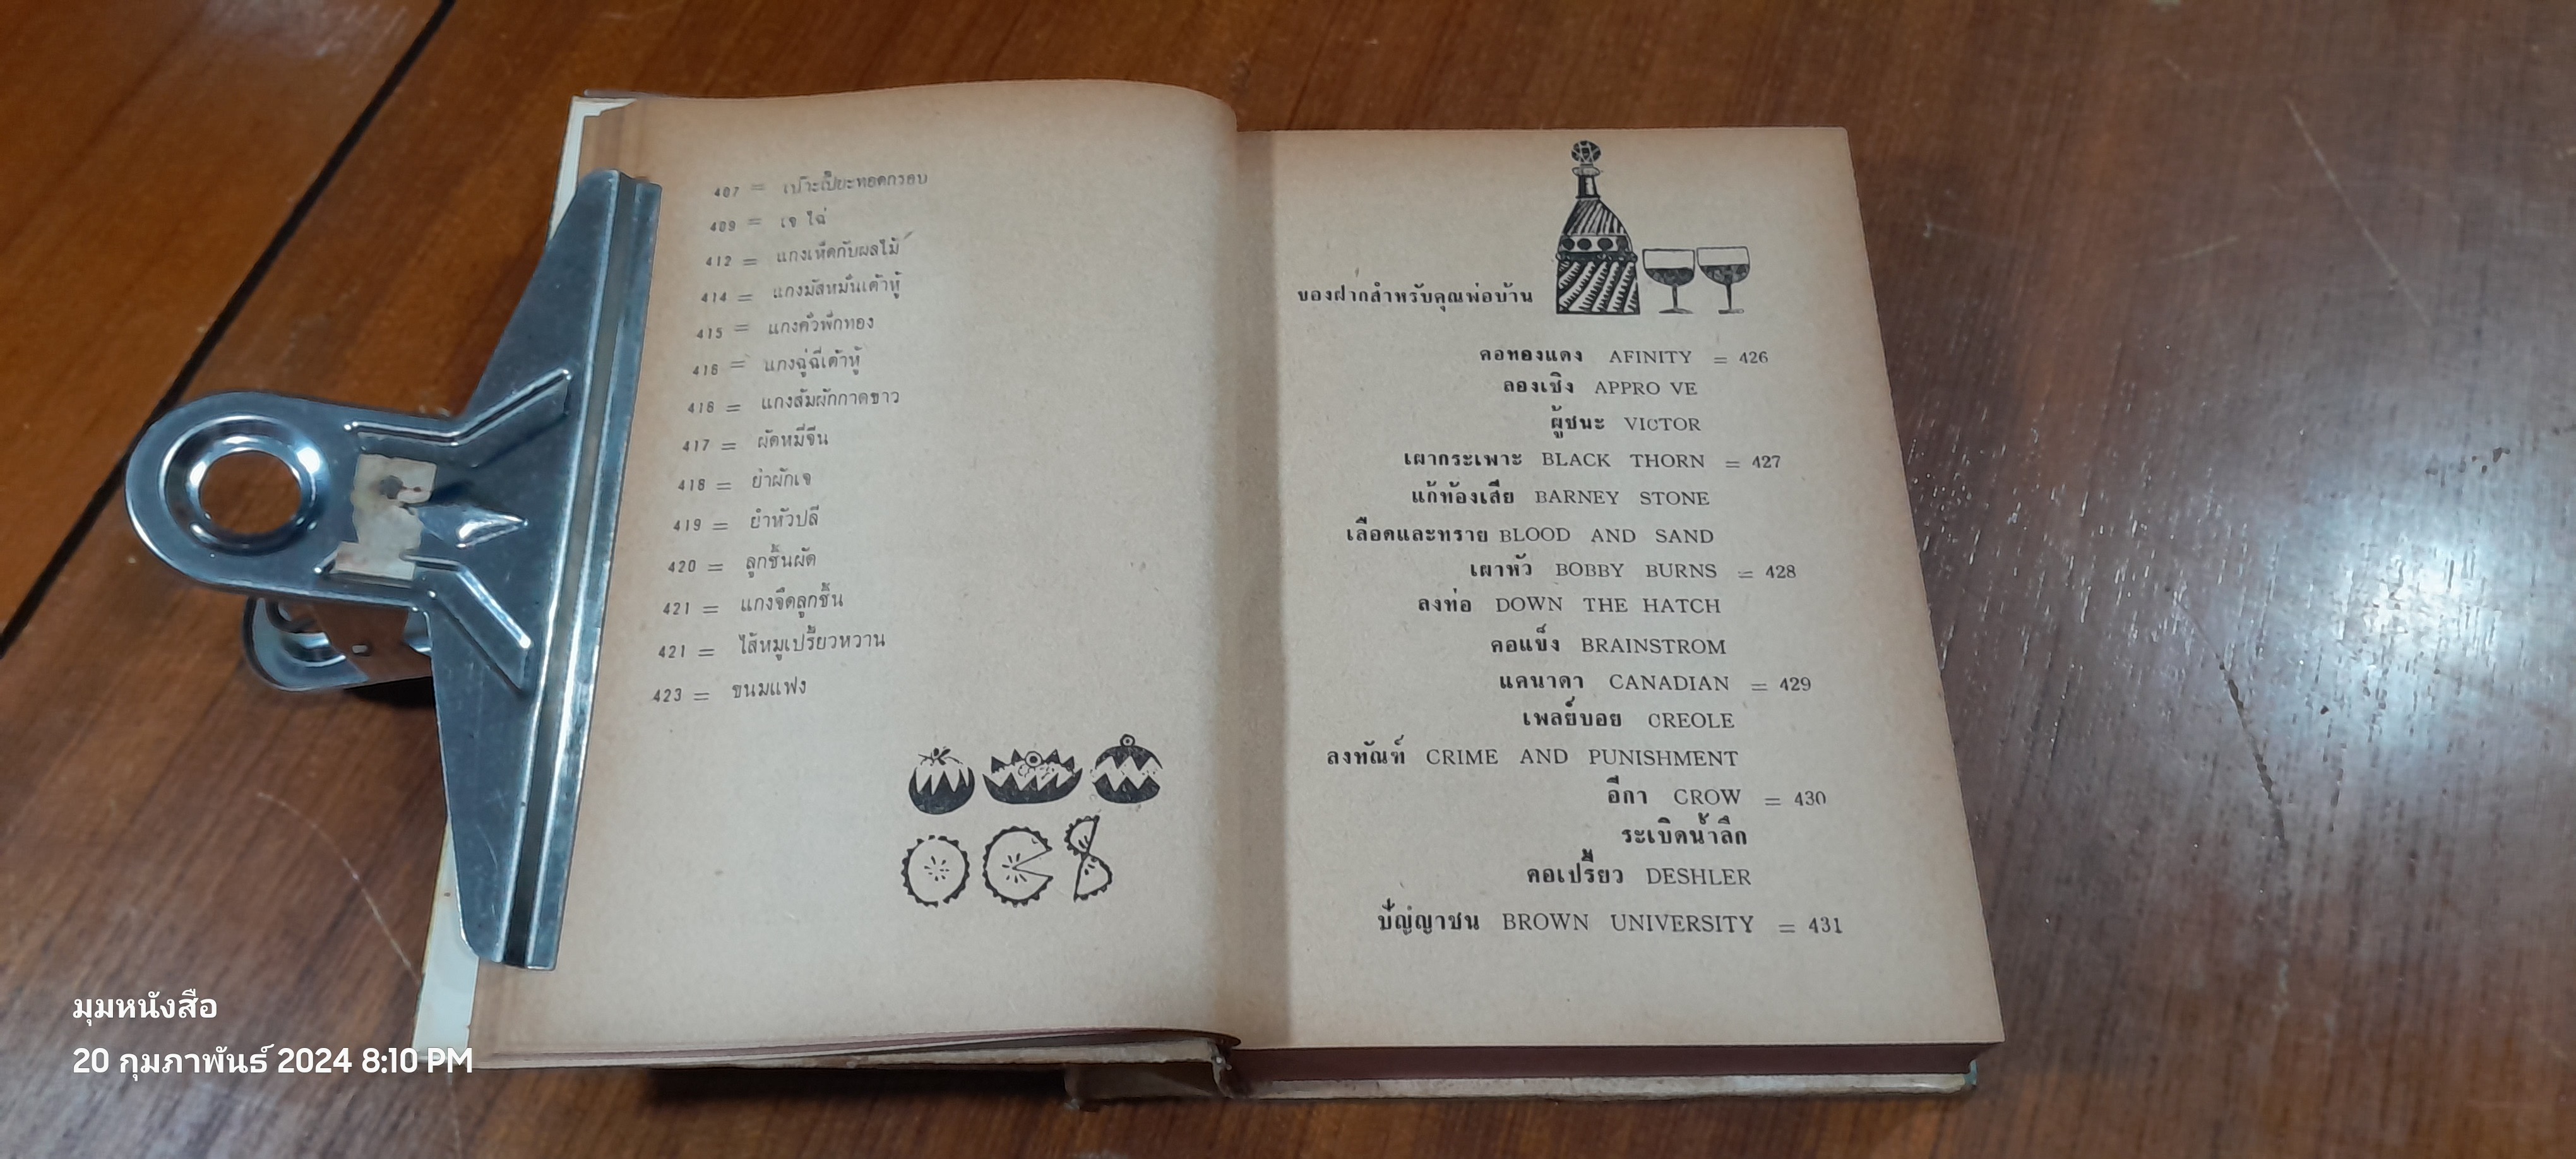 407 = เปาะเปี๊ยะทอดกรอบ
409 = เจ ไฉ่
412 = แกงเห็ดกับผลไม้
414 = แกงมัสหมั่นเต้าหู้
415 = แกงคั่วฟักทอง
416 = แกงฉู่ฉี่เต้าหู้
416 = แกงส้มผักกาดขาว
417 = ผัดหมี่จีน
418 = ยำผักเจ
419 = ยำหัวปลี
420 = ลูกชิ้นผัด
421 = แกงจืดลูกชิ้น
421 = ไส้หมูเปรี้ยวหวาน
423 = ขนมแฟง
ของฝากสำหรับคุณพ่อบ้าน
คอทองแดง AFINITY = 426
ลองเชิง APPRO VE
ผู้ชนะ VICTOR
เผากระเพาะ BLACK THORN = 427
แก้ท้องเสีย BARNEY STONE
เลือดและทราย BLOOD AND SAND
เผาหัว BOBBY BURNS = 428
ลงท่อ DOWN THE HATCH
คอแข็ง BRAINSTROM
แคนาดา CANADIAN = 429
เพลย์บอย CREOLE
ลงทัณฑ์ CRIME AND PUNISHMENT
อีกา CROW = 430
ระเบิดน้ำลึก
คอเปรี้ยว DESHLER
ปัญญาชน BROWN UNIVERSITY = 431
มุมหนังสือ
20 กุมภาพันธ์ 2024 8:10 PM